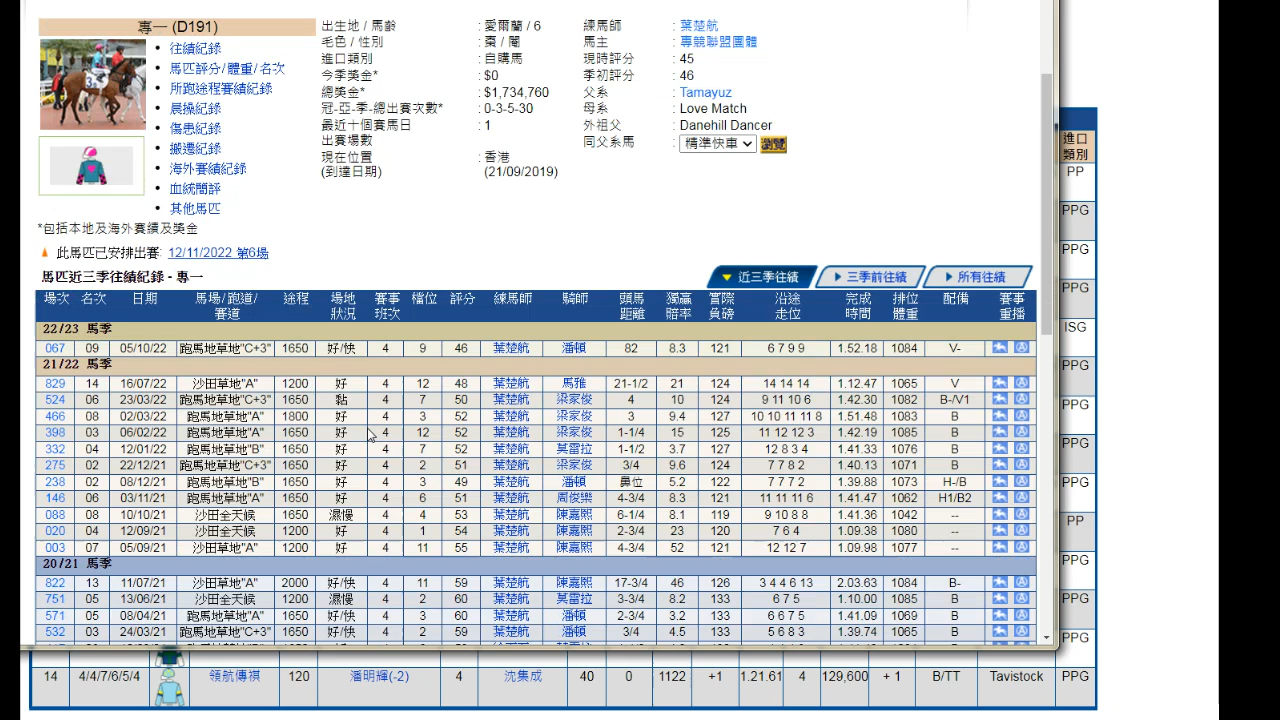 專一 (D191)
• 往績紀錄
• 馬匹評分/體重/名次
• 所跑途程賽績紀錄
• 晨操紀錄
• 傷患紀錄
• 搬遷紀錄
• 海外賽績紀錄
• 血統簡評
• 其他馬匹
出生地 / 馬齡 : 愛爾蘭 / 6 練馬師 : 葉楚航
毛色 / 性別 : 棗 / 閹 馬主 : 專競聯盟團體
進口類別 : 自購馬 現時評分 : 45
今季獎金* : $0 季初評分 : 46
總獎金* : $1,734,760 父系 : Tamayuz
冠-亞-季-總出賽次數* : 0-3-5-30 母系 : Love Match
最近十個賽馬日 出賽場數 : 1 外祖父 : Danehill Dancer
同父系馬 : 精準快車 瀏覽
現在位置 (到達日期) : 香港 (21/09/2019)
*包括本地及海外賽績及獎金
此馬匹已安排出賽: 12/11/2022 第6場
馬匹近三季往績紀錄 - 專一 近三季往績 三季前往績 所有往績
場次 名次 日期 馬場/跑道/賽道 途程 場地狀況 賽事班次 檔位 評分 練馬師 騎師 頭馬距離 獨贏賠率 實際負磅 沿途走位 完成時間 排位體重 配備 賽事重播
22/23 馬季
067 09 05/10/22 跑馬地草地"C+3" 1650 好/快 4 9 46 葉楚航 潘頓 82 8.3 121 6 7 9 9 1.52.18 1084 V-
21/22 馬季
829 14 16/07/22 沙田草地"A" 1200 好 4 12 48 葉楚航 馬雅 21-1/2 21 124 14 14 14 1.12.47 1065 V
524 06 23/03/22 跑馬地草地"C+3" 1650 黏 4 7 50 葉楚航 梁家俊 4 10 124 9 11 10 6 1.42.30 1082 B-/V1
466 08 02/03/22 跑馬地草地"A" 1800 好 4 3 52 葉楚航 梁家俊 3 9.4 127 10 10 11 11 8 1.51.48 1083 B
398 03 06/02/22 跑馬地草地"A" 1650 好 4 12 52 葉楚航 梁家俊 1-1/4 15 125 11 12 12 3 1.42.19 1085 B
332 04 12/01/22 跑馬地草地"B" 1650 好 4 7 52 葉楚航 莫雷拉 1-1/2 3.7 127 12 8 3 4 1.41.33 1076 B
275 02 22/12/21 跑馬地草地"C+3" 1650 好 4 2 51 葉楚航 梁家俊 3/4 9.6 124 7 7 8 2 1.40.13 1071 B
238 02 08/12/21 跑馬地草地"B" 1650 好 4 3 49 葉楚航 潘頓 鼻位 5.2 122 7 7 7 2 1.39.88 1073 H-/B
146 06 03/11/21 跑馬地草地"A" 1650 好 4 6 51 葉楚航 周俊樂 4-3/4 8.3 121 11 11 11 6 1.41.47 1062 H1/B2
088 08 10/10/21 沙田全天候 1650 濕慢 4 4 53 葉楚航 陳嘉熙 6-1/4 8.1 119 9 10 8 8 1.41.36 1042 --
020 04 12/09/21 沙田全天候 1200 好 4 1 54 葉楚航 陳嘉熙 2-3/4 23 120 7 6 4 1.09.38 1080 --
003 07 05/09/21 沙田草地"A" 1200 好 4 11 55 葉楚航 陳嘉熙 4-3/4 52 121 12 12 7 1.09.98 1077 --
20/21 馬季
822 13 11/07/21 沙田草地"A" 2000 好/快 4 11 59 葉楚航 陳嘉熙 17-3/4 46 126 3 4 4 6 13 2.03.63 1084 B-
751 05 13/06/21 沙田全天候 1200 濕慢 4 2 60 葉楚航 莫雷拉 3-3/4 8.2 133 6 7 5 1.10.00 1085 B
571 05 08/04/21 跑馬地草地"A" 1650 好/快 4 3 60 葉楚航 潘頓 2-3/4 3.2 133 6 6 7 5 1.41.09 1069 B
532 03 24/03/21 跑馬地草地"C+3" 1650 好/快 4 2 59 葉楚航 潘頓 3/4 4.5 133 5 6 8 3 1.39.74 1065 B
進口類別
PP
PPG
PPG
PPG
ISG
PPG
PPG
PPG
PPG
PP
PPG
PPG
PPG
14 4/4/7/6/5/4 領航傳祺 120 潘明輝(-2) 4 沈集成 40 0 1122 +1 1.21.61 4 129,600 + 1 B/TT Tavistock PPG